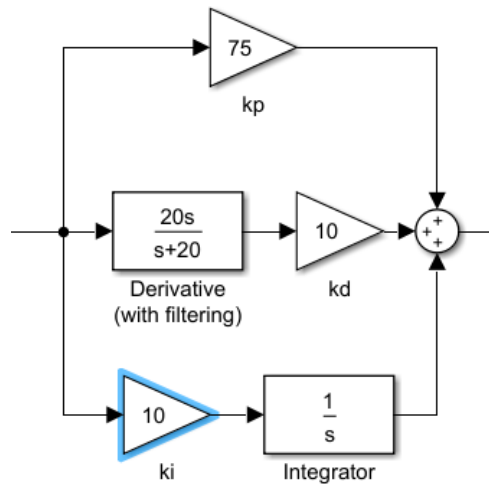 75
kp
20s
s+20
10
Derivative
(with filtering)
kd
+
+
+
10
1
s
ki
Integrator